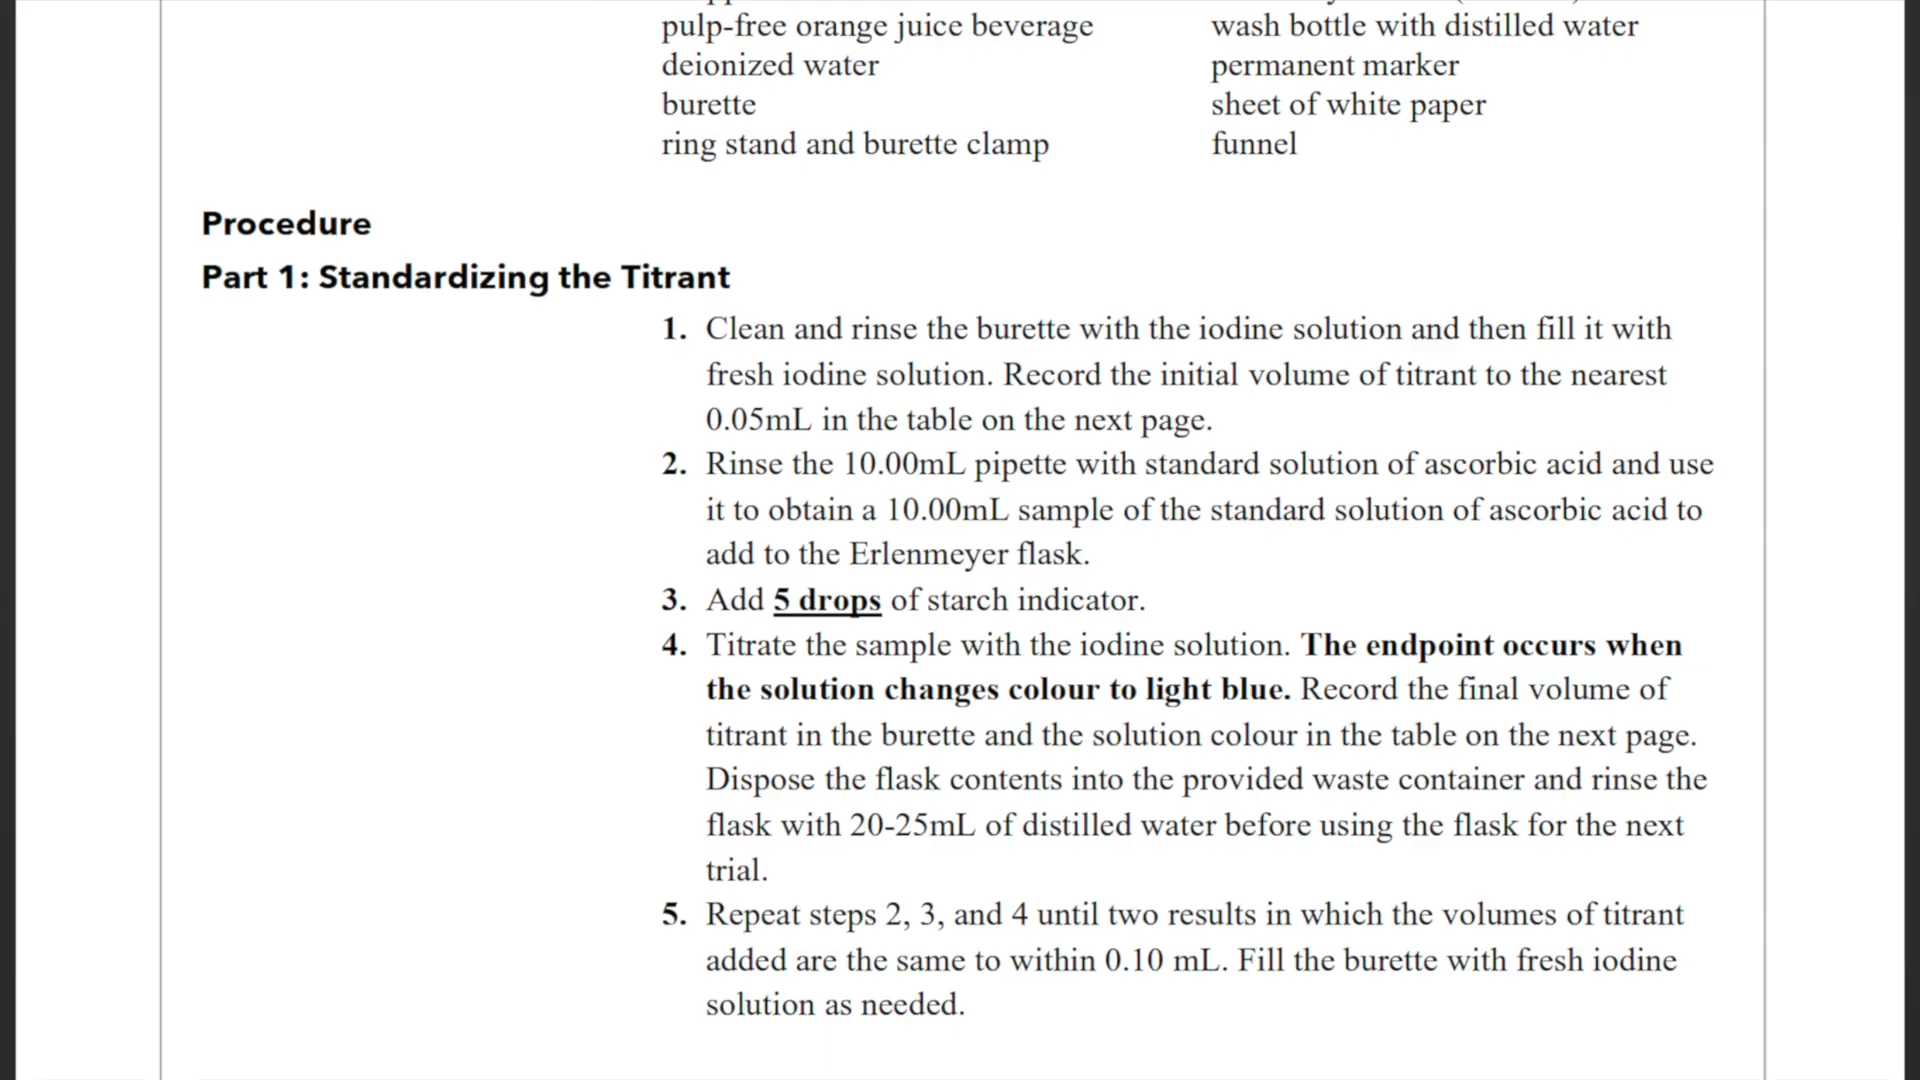 pulp-free orange juice beverage
deionized water
burette
ring stand and burette clamp
wash bottle with distilled water
permanent marker
sheet of white paper
funnel
Procedure
Part 1: Standardizing the Titrant
1. Clean and rinse the burette with the iodine solution and then fill it with
fresh iodine solution. Record the initial volume of titrant to the nearest
0.05mL in the table on the next page.
2. Rinse the 10.00mL pipette with standard solution of ascorbic acid and use
it to obtain a 10.00mL sample of the standard solution of ascorbic acid to
add to the Erlenmeyer flask.
3. Add 5 drops of starch indicator.
4. Titrate the sample with the iodine solution. The endpoint occurs when
the solution changes colour to light blue. Record the final volume of
titrant in the burette and the solution colour in the table on the next page.
Dispose the flask contents into the provided waste container and rinse the
flask with 20-25mL of distilled water before using the flask for the next
trial.
5. Repeat steps 2, 3, and 4 until two results in which the volumes of titrant
added are the same to within 0.10 mL. Fill the burette with fresh iodine
solution as needed.